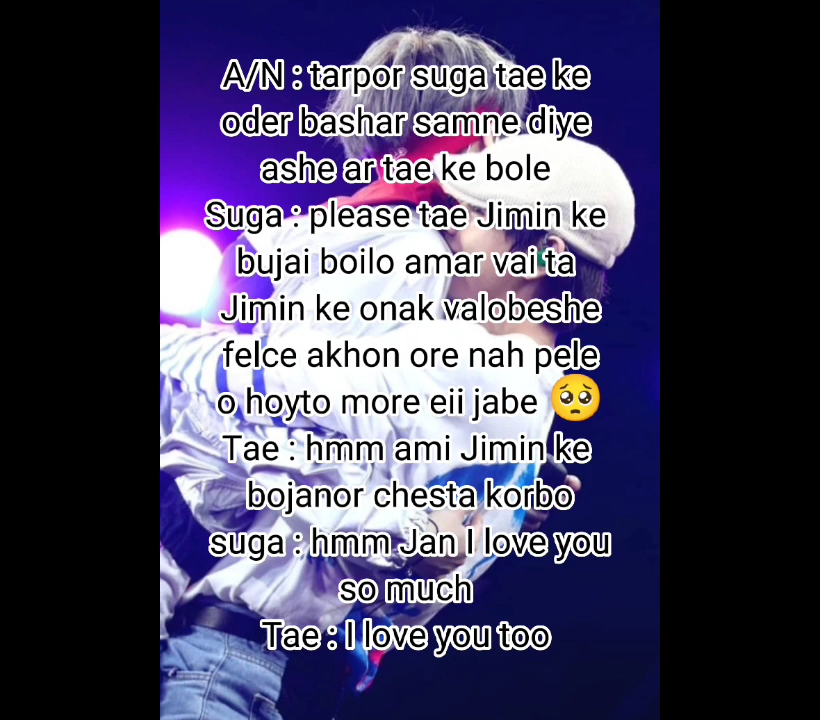 A/N : tarpor suga tae ke
oder bashar samne diye
ashe ar tae ke bole
Suga : please tae Jimin ke
bujai boilo amar vai ta
Jimin ke onak valobeshe
felce akhon ore nah pele
o hoyto more eii jabe 🥺
Tae : hmm ami Jimin ke
bojanor chesta korbo
suga : hmm Jan I love you
so much
Tae : I love you too